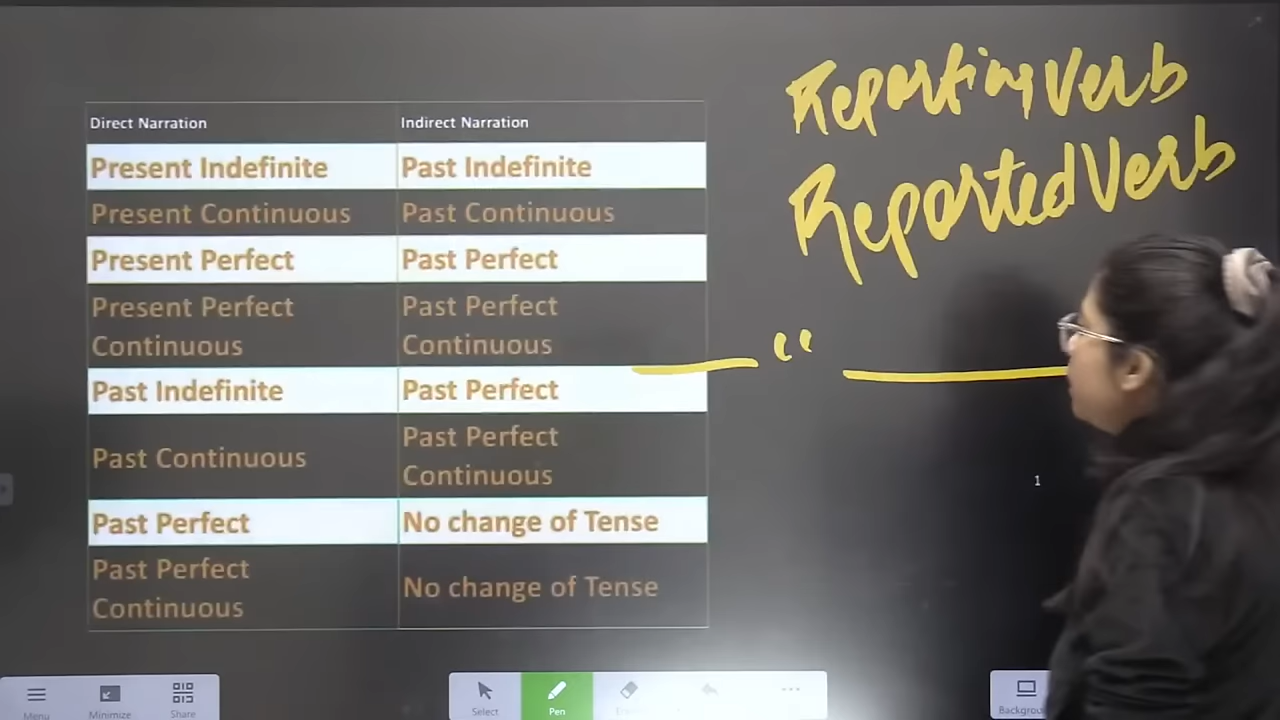 Reporting Verb
Reported Verb
Direct Narration Indirect Narration
Present Indefinite Past Indefinite
Present Continuous Past Continuous
Present Perfect Past Perfect
Present Perfect Continuous Past Perfect Continuous
Past Indefinite Past Perfect
Past Continuous Past Perfect Continuous
Past Perfect No change of Tense
Past Perfect Continuous No change of Tense
“
1
Menu Minimize Share Select Pen